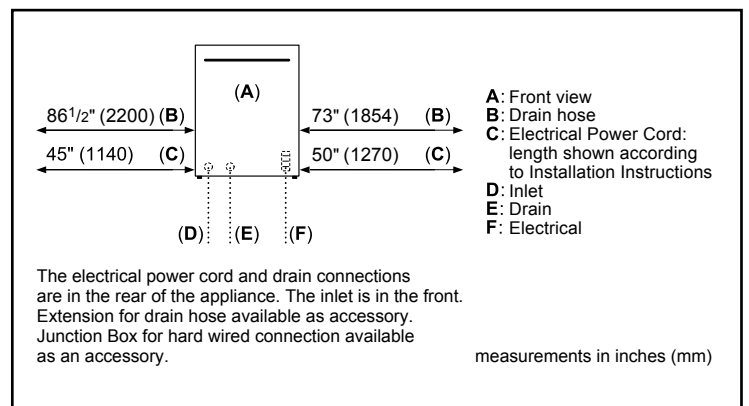 (A)
86 1/2" (2200) (B)
73" (1854) (B)
45" (1140) (C)
50" (1270) (C)
(D) (E) (F)
A: Front view
B: Drain hose
C: Electrical Power Cord:
length shown according
to Installation Instructions
D: Inlet
E: Drain
F: Electrical
The electrical power cord and drain connections
are in the rear of the appliance. The inlet is in the front.
Extension for drain hose available as accessory.
Junction Box for hard wired connection available
as an accessory.
measurements in inches (mm)